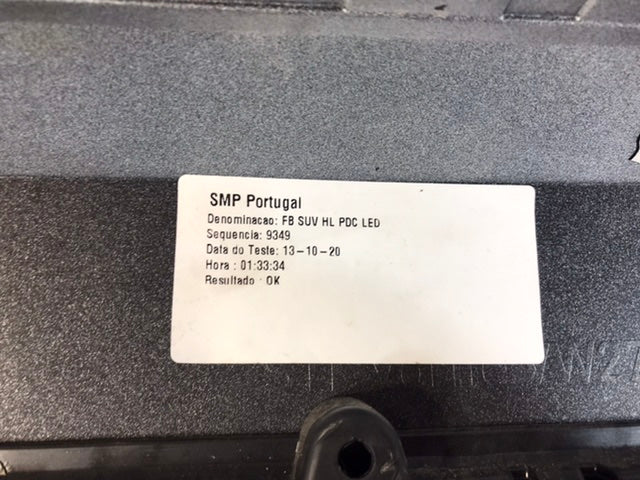 SMP Portugal
Denominacao: FB SUV HL PDC LED
Sequencia: 9349
Data do Teste: 13-10-20
Hora : 01:33:34
Resultado : OK